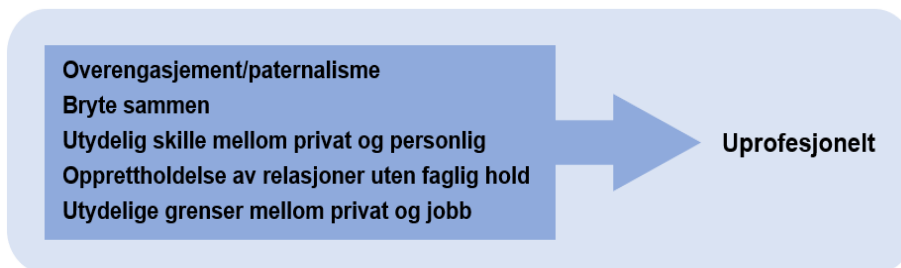 Overengasjement/paternalisme
Bryte sammen
Utydelig skille mellom privat og personlig
Opprettholdelse av relasjoner uten faglig hold
Utydelige grenser mellom privat og jobb
Uprofesjonelt